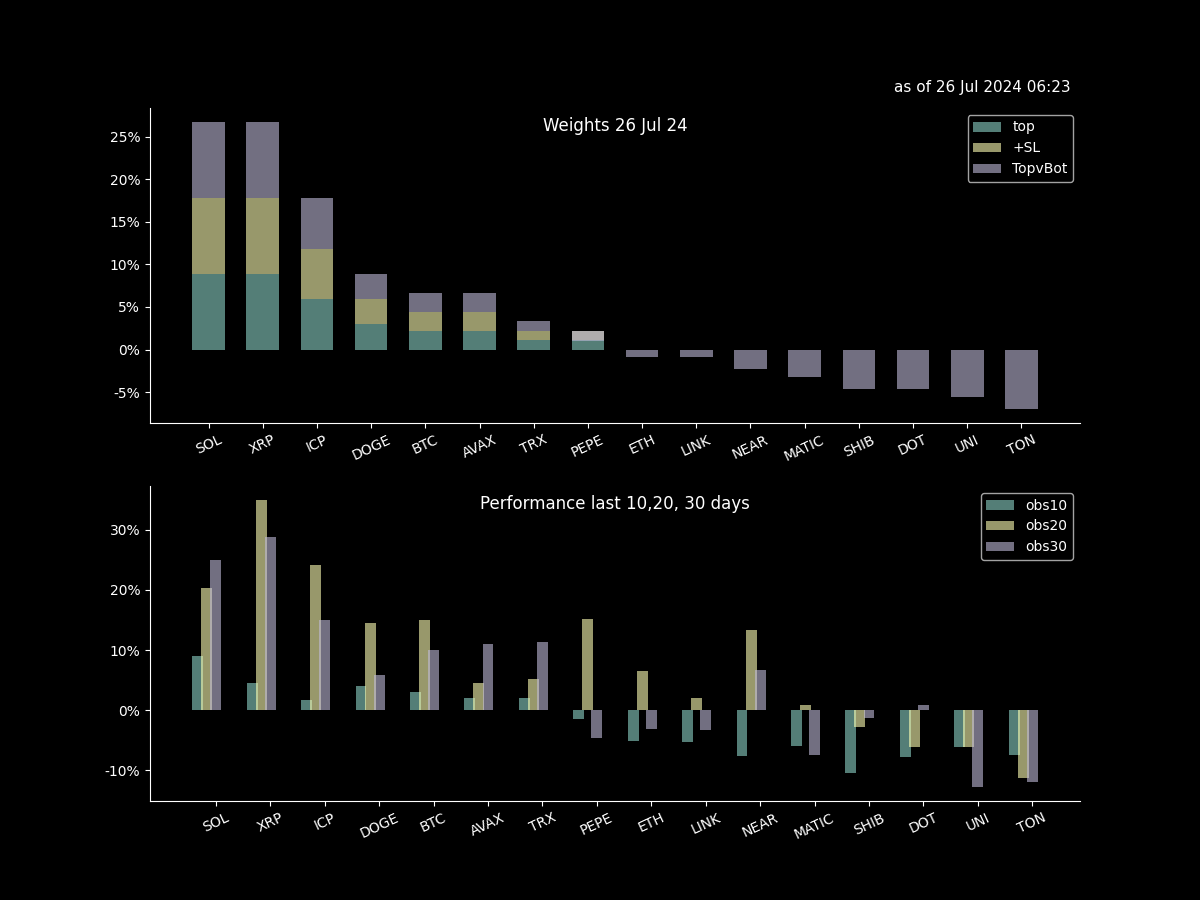 as of 26 Jul 2024 06:23
Weights 26 Jul 24
top
+SL
TopvBot
25%
20%
15%
10%
5%
0%
-5%
SOL XRP ICP DOGE BTC AVAX TRX PEPE ETH LINK NEAR MATIC SHIB DOT UNI TON
Performance last 10,20, 30 days
obs10
obs20
obs30
30%
20%
10%
0%
-10%
SOL XRP ICP DOGE BTC AVAX TRX PEPE ETH LINK NEAR MATIC SHIB DOT UNI TON